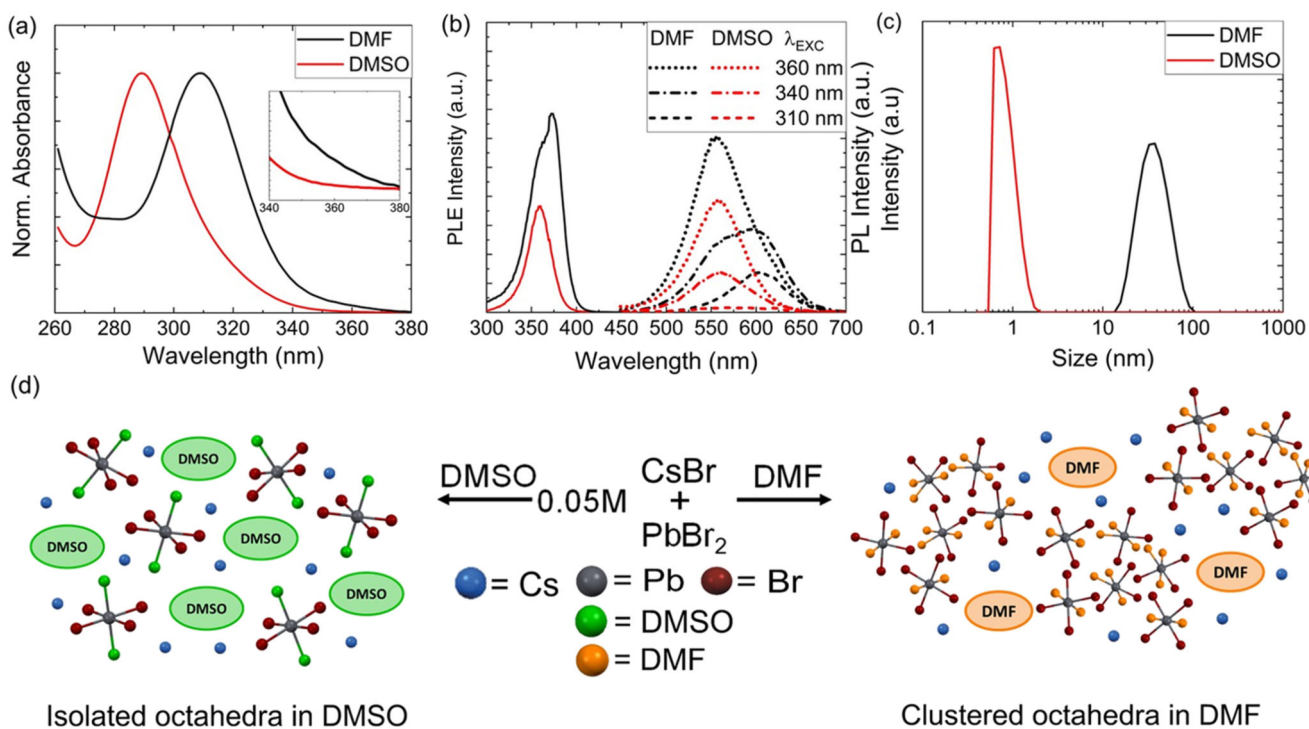 (a)
DMF
DMSO
Norm. Absorbance
340 360 380
260 280 300 320 340 360 380
Wavelength (nm)
(b)
DMF DMSO λEXC
360 nm
340 nm
310 nm
PLE Intensity (a.u.)
PL Intensity (a.u.)
300 350 400 450 500 550 600 650 700
Wavelength (nm)
(c)
DMF
DMSO
Intensity (a.u)
0.1 1 10 100 1000
Size (nm)
(d)
DMSO
DMSO
DMSO
DMSO
DMSO
DMSO 0.05M CsBr + PbBr2 DMF
= Cs = Pb = Br
= DMSO
= DMF
DMF
DMF
DMF
Isolated octahedra in DMSO
Clustered octahedra in DMF